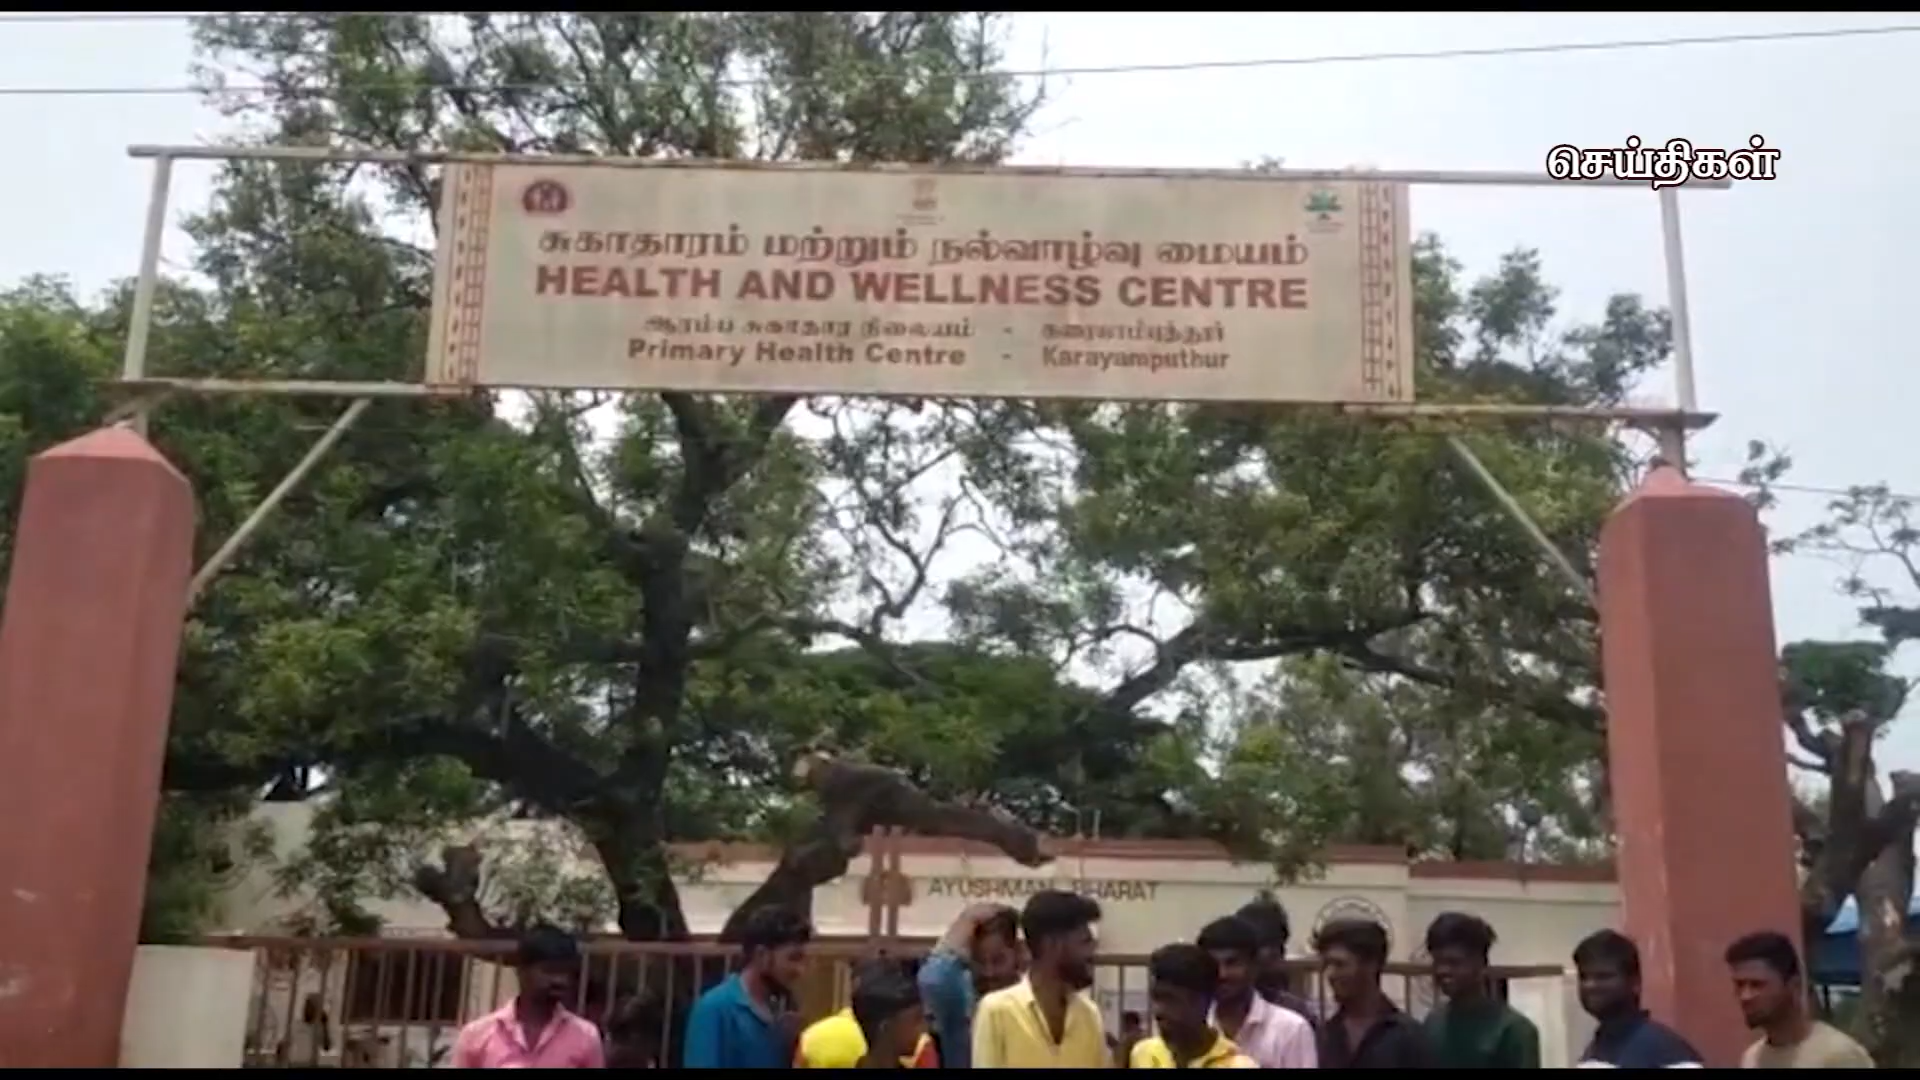 செய்திகள்
சுகாதாரம் மற்றும் நல்வாழ்வு மையம்
HEALTH AND WELLNESS CENTRE
ஆரம்ப சுகாதார நிலையம் - கரையாம்புத்தூர்
Primary Health Centre - Karayamputhur
AYUSHMAN BHARAT